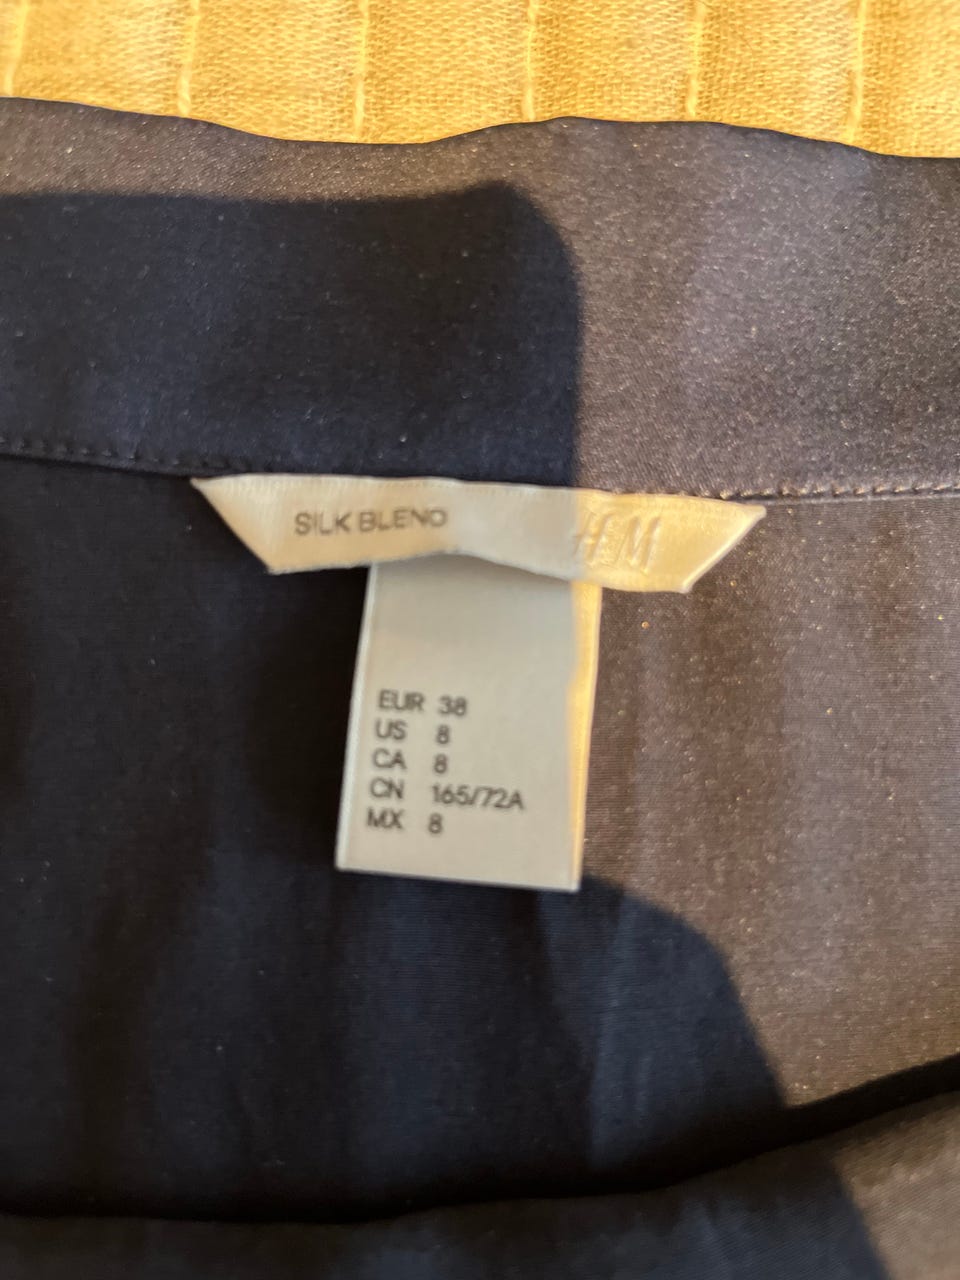 SILK BLEND H&M
EUR 38
US 8
CA 8
CN 165/72A
MX 8